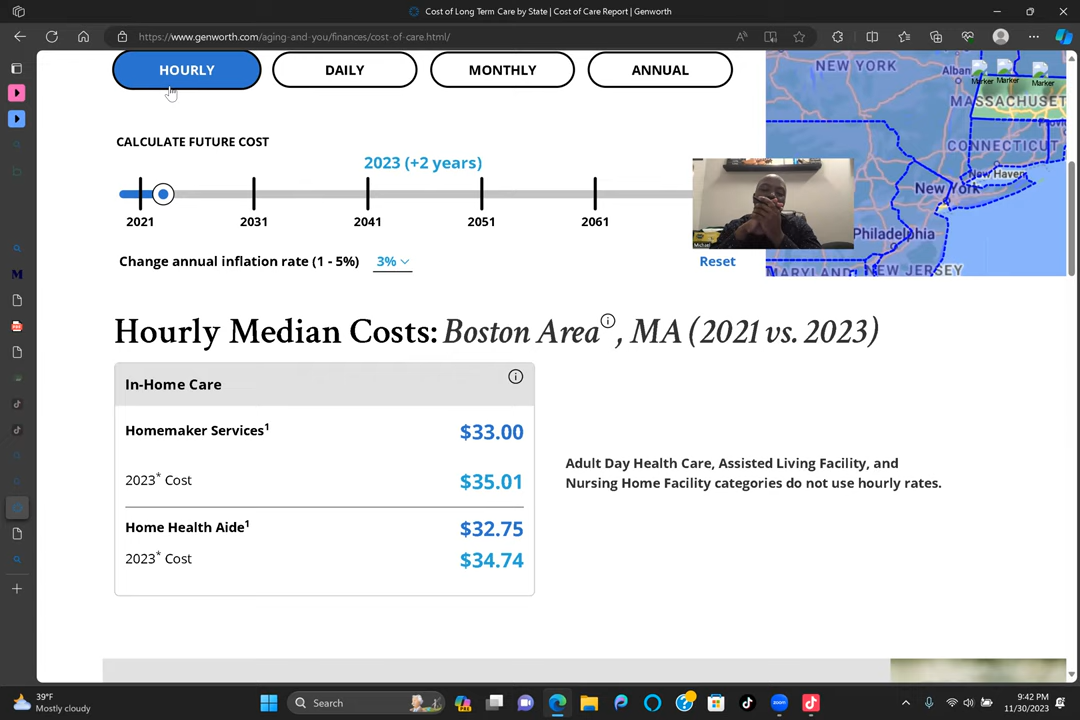 Cost of Long Term Care by State | Cost of Care Report | Genworth
https://www.genworth.com/aging-and-you/finances/cost-of-care.html/
HOURLY
DAILY
MONTHLY
ANNUAL
CALCULATE FUTURE COST
2023 (+2 years)
2021
2031
2041
2051
2061
Change annual inflation rate (1 - 5%)
3%
Reset
NEW YORK
Alban
Marker
Marker
Marker
MASSACHUSET
Prov
CONNECTICUT
New Haven
New York
Philadelphia
MARYLAND
NEW JERSEY
Michael
Hourly Median Costs: Boston Area, MA (2021 vs. 2023)
In-Home Care
Homemaker Services1
$33.00
2023* Cost
$35.01
Home Health Aide1
$32.75
2023* Cost
$34.74
Adult Day Health Care, Assisted Living Facility, and
Nursing Home Facility categories do not use hourly rates.
39°F
Mostly cloudy
Search
9:42 PM
11/30/2023